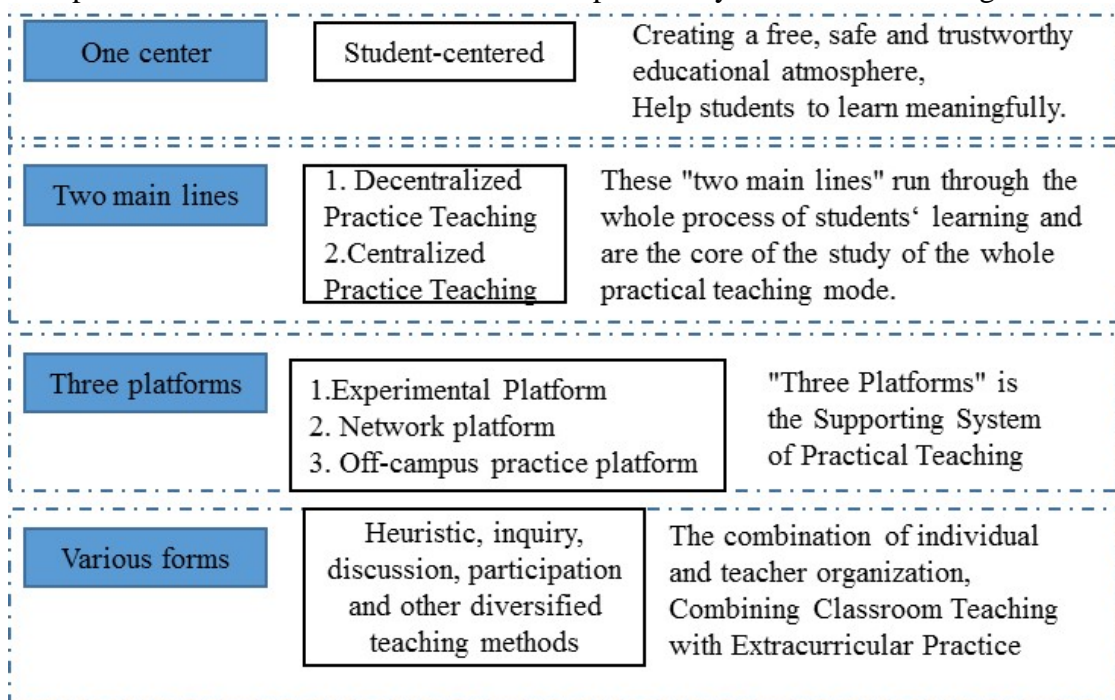 One center
Student-centered
Creating a free, safe and trustworthy
educational atmosphere,
Help students to learn meaningfully.
Two main lines
1. Decentralized
Practice Teaching
2.Centralized
Practice Teaching
These "two main lines" run through the
whole process of students‘ learning and
are the core of the study of the whole
practical teaching mode.
Three platforms
1.Experimental Platform
2. Network platform
3. Off-campus practice platform
"Three Platforms" is
the Supporting System
of Practical Teaching
Various forms
Heuristic, inquiry,
discussion, participation
and other diversified
teaching methods
The combination of individual
and teacher organization,
Combining Classroom Teaching
with Extracurricular Practice